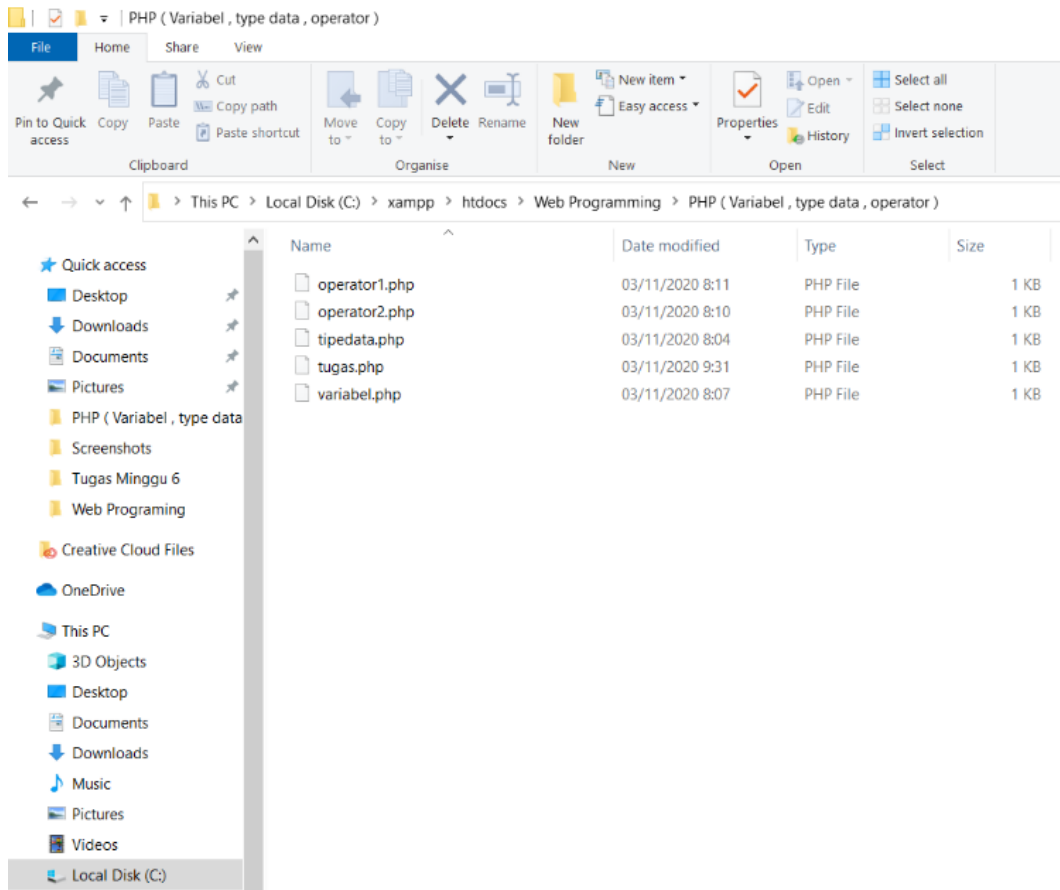 PHP ( Variabel , type data , operator )
File Home Share View
Pin to Quick access
Copy
Paste
Cut
Copy path
Paste shortcut
Clipboard
Move to
Copy to
Delete
Rename
Organise
New folder
New item
Easy access
New
Properties
Open
Edit
History
Open
Select all
Select none
Invert selection
Select
This PC > Local Disk (C:) > xampp > htdocs > Web Programming > PHP ( Variabel , type data , operator )
Quick access
Desktop
Downloads
Documents
Pictures
PHP ( Variabel , type data
Screenshots
Tugas Minggu 6
Web Programing
Creative Cloud Files
OneDrive
This PC
3D Objects
Desktop
Documents
Downloads
Music
Pictures
Videos
Local Disk (C:)
Name Date modified Type Size
operator1.php 03/11/2020 8:11 PHP File 1 KB
operator2.php 03/11/2020 8:10 PHP File 1 KB
tipedata.php 03/11/2020 8:04 PHP File 1 KB
tugas.php 03/11/2020 9:31 PHP File 1 KB
variabel.php 03/11/2020 8:07 PHP File 1 KB